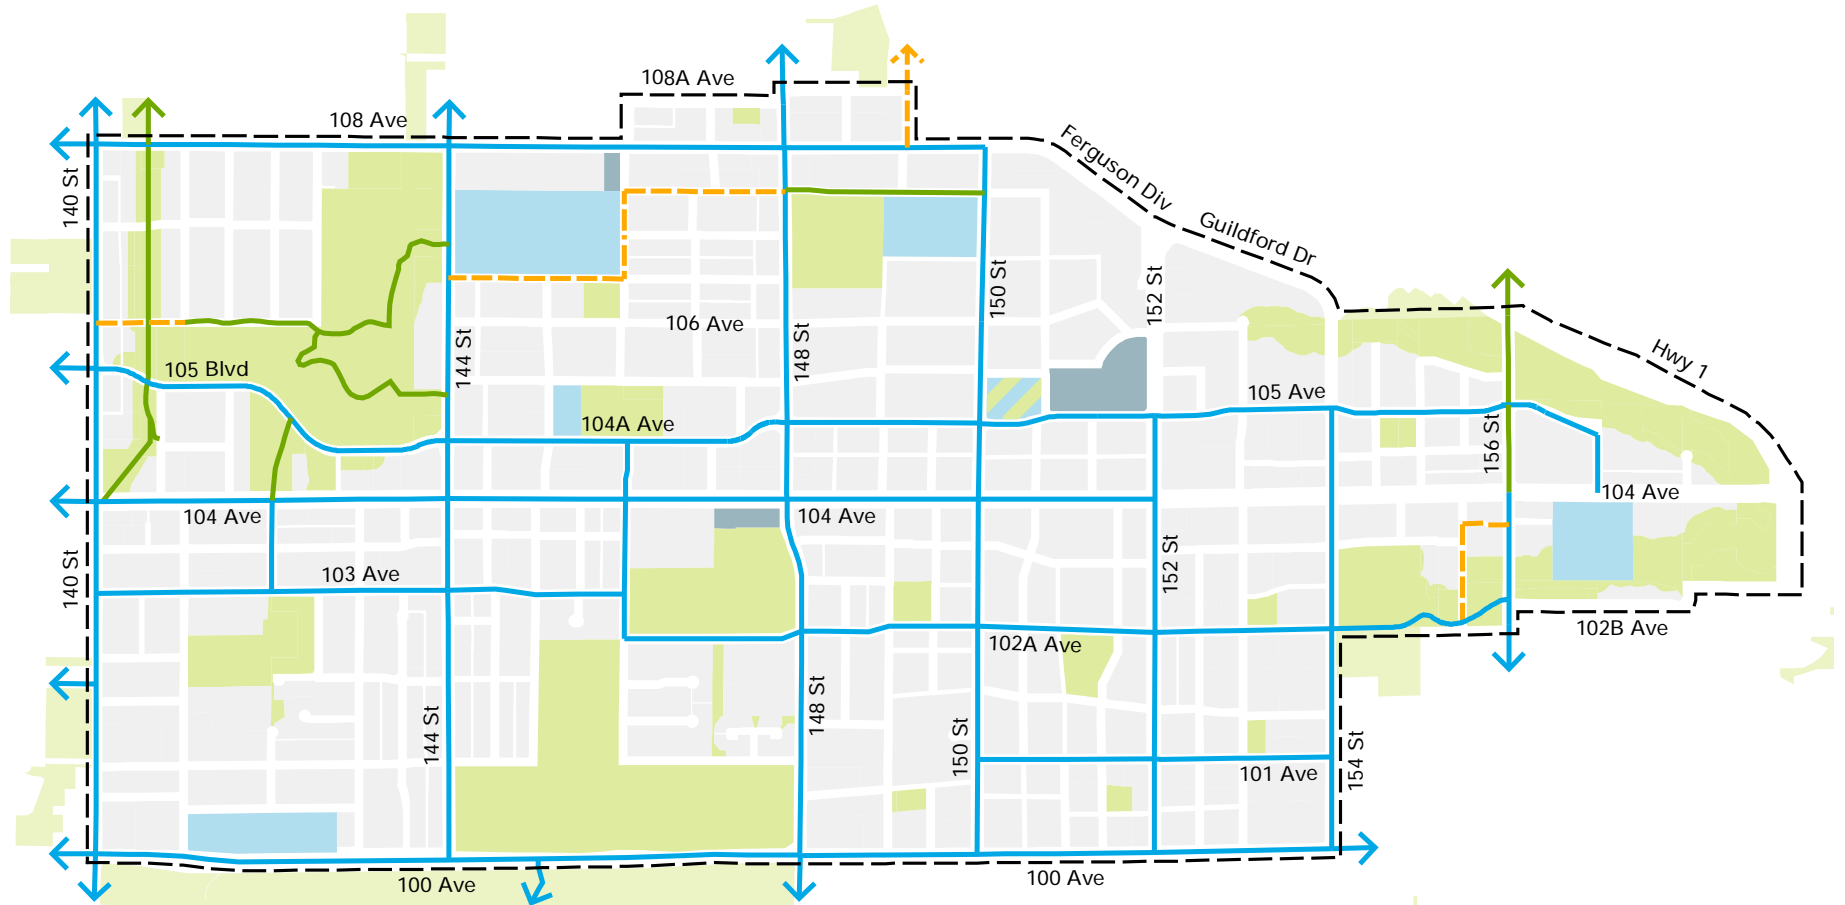 108A Ave
108 Ave
Ferguson Div
140 St
Guildford Dr
150 St
152 St
106 Ave
144 St
148 St
Hwy 1
105 Blvd
105 Ave
104A Ave
156 St
104 Ave
104 Ave
104 Ave
140 St
103 Ave
152 St
102A Ave
102B Ave
144 St
148 St
150 St
101 Ave
154 St
100 Ave
100 Ave